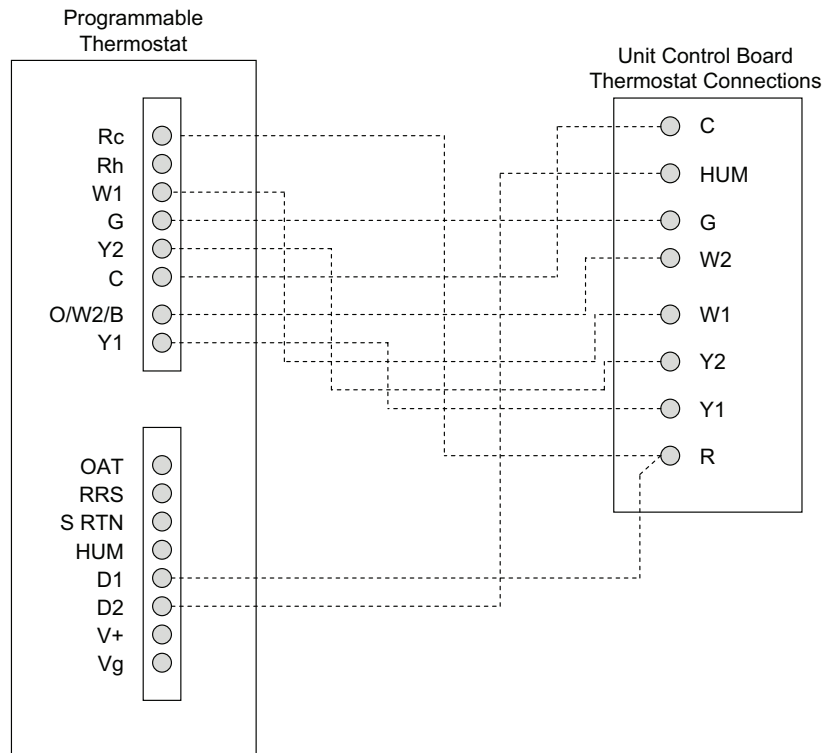 Programmable
Thermostat
Rc
Rh
W1
G
Y2
C
O/W2/B
Y1
OAT
RRS
S RTN
HUM
D1
D2
V+
Vg
Unit Control Board
Thermostat Connections
C
HUM
G
W2
W1
Y2
Y1
R